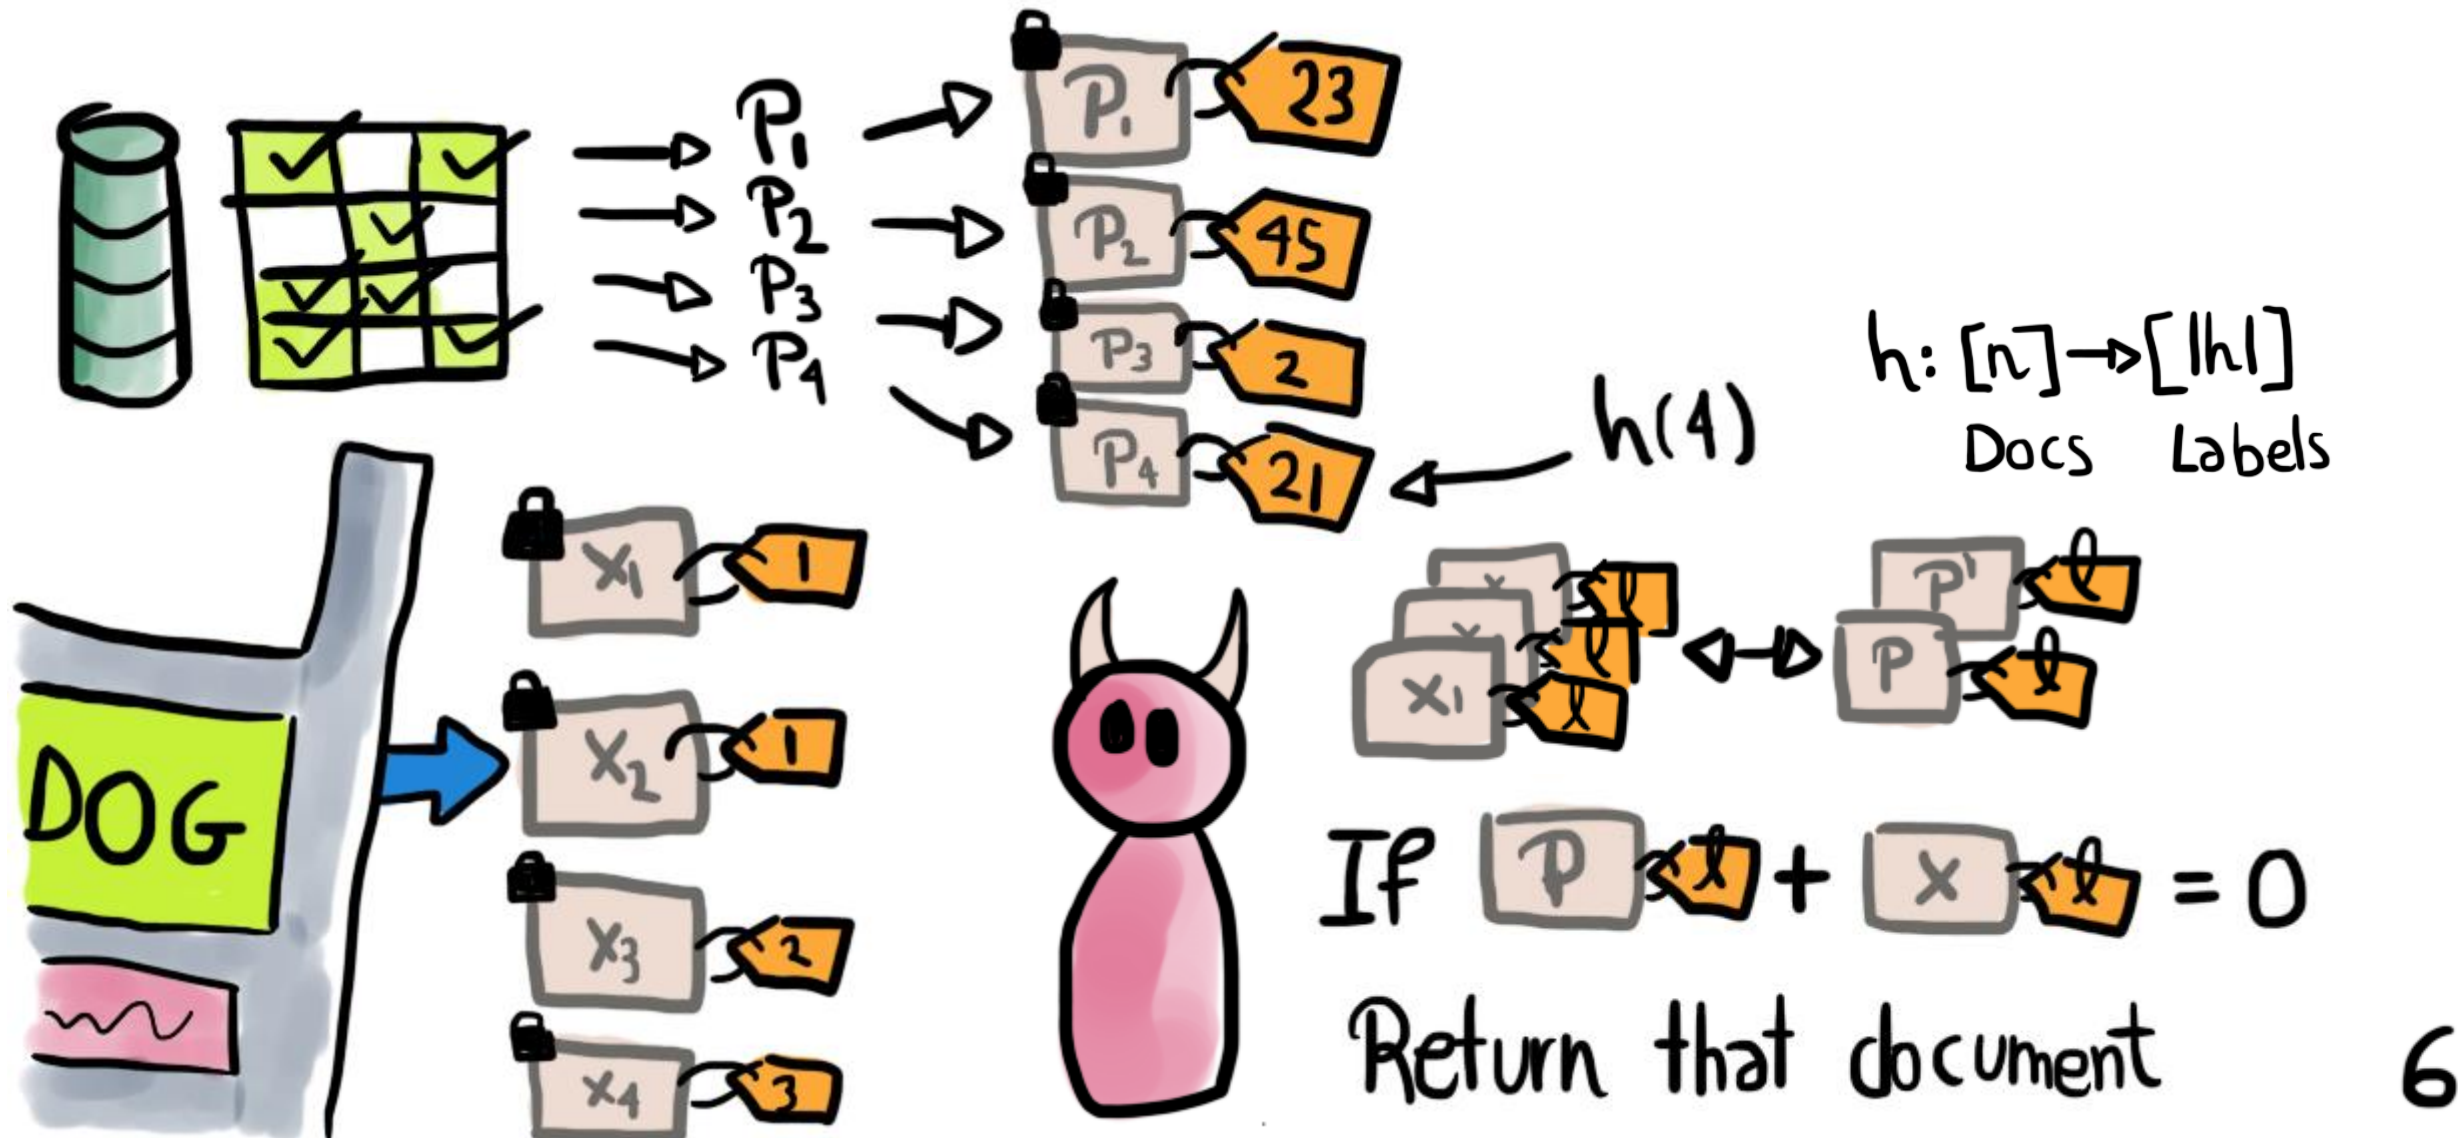 P1
P2
P3
P4
P1 23
P2 45
P3 2
P4 21
h(4)
h: [n] → [|h|]
Docs Labels
DOG
X1 1
X2 1
X3 2
X4 3
x l
x l
X1 l
P' l
P l
If P l + X l = 0
Return that document
6